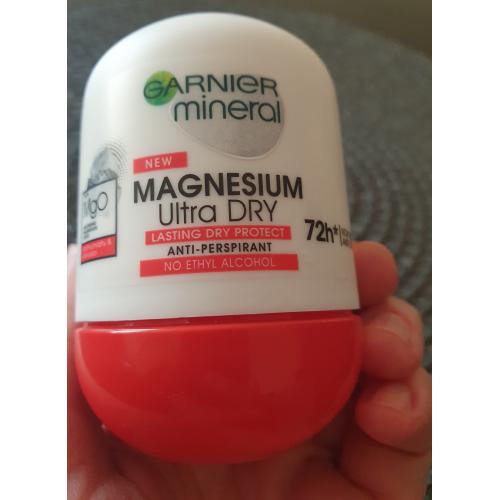 GARNIER
mineral
NEW
MAGNESIUM
Ultra DRY
LASTING DRY PROTECT
ANTI-PERSPIRANT
NO ETHYL ALCOHOL
72h*
MgO